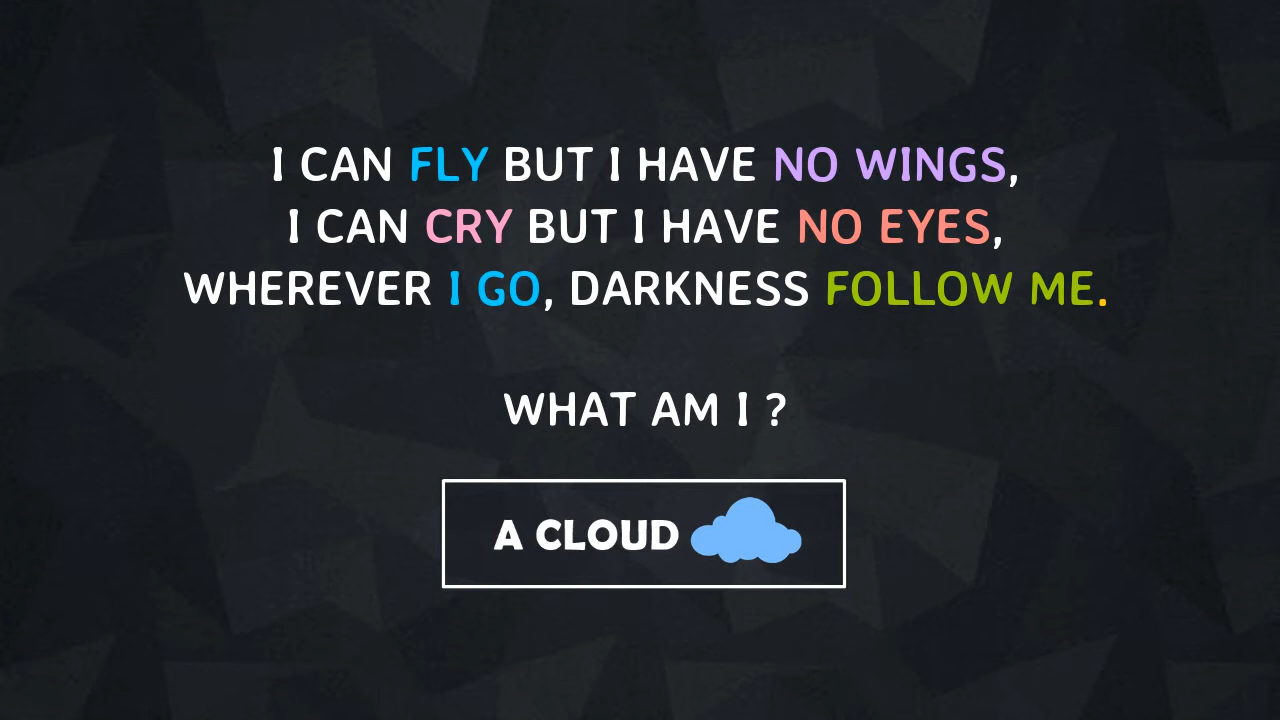 I CAN FLY BUT I HAVE NO WINGS,
I CAN CRY BUT I HAVE NO EYES,
WHEREVER I GO, DARKNESS FOLLOW ME.
WHAT AM I ?
A CLOUD